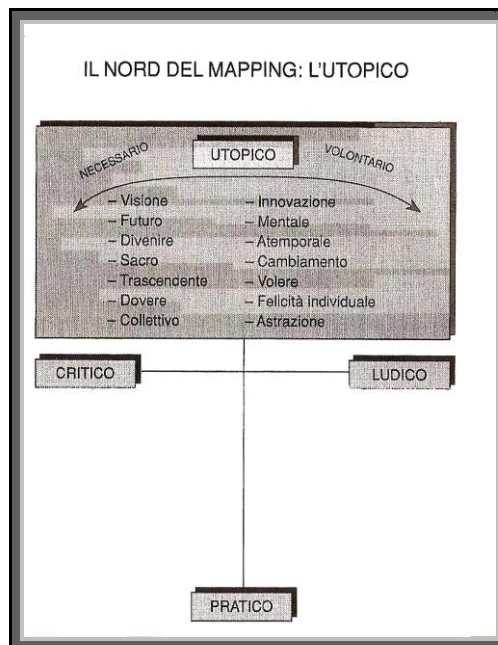 IL NORD DEL MAPPING: L'UTOPICO
NECESSARIO
UTOPICO
VOLONTARIO
– Visione
– Futuro
– Divenire
– Sacro
– Trascendente
– Dovere
– Collettivo
– Innovazione
– Mentale
– Atemporale
– Cambiamento
– Volere
– Felicità individuale
– Astrazione
CRITICO
LUDICO
PRATICO